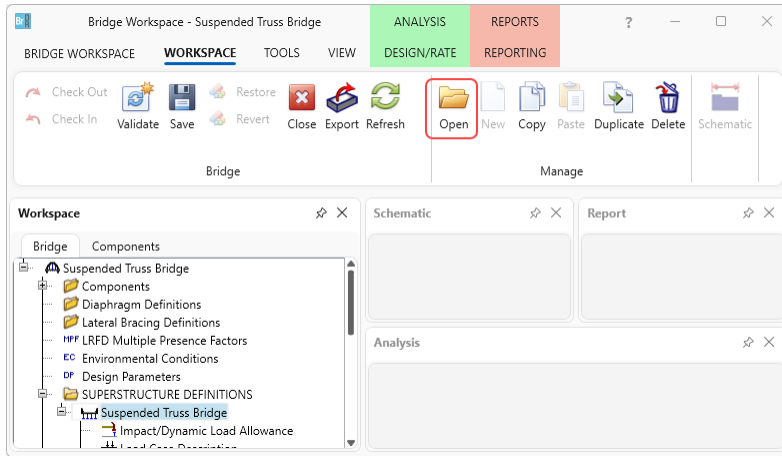 Br
Bridge Workspace - Suspended Truss Bridge
ANALYSIS
REPORTS
?
BRIDGE WORKSPACE
WORKSPACE
TOOLS
VIEW
DESIGN/RATE
REPORTING
Check Out
Check In
Validate
Save
Restore
Revert
Close
Export
Refresh
Open
New
Copy
Paste
Duplicate
Delete
Schematic
Bridge
Manage
Workspace
Schematic
Report
Bridge
Components
Suspended Truss Bridge
Components
Diaphragm Definitions
Lateral Bracing Definitions
MPF LRFD Multiple Presence Factors
EC Environmental Conditions
DP Design Parameters
SUPERSTRUCTURE DEFINITIONS
Suspended Truss Bridge
Impact/Dynamic Load Allowance
Load Case Description
Analysis